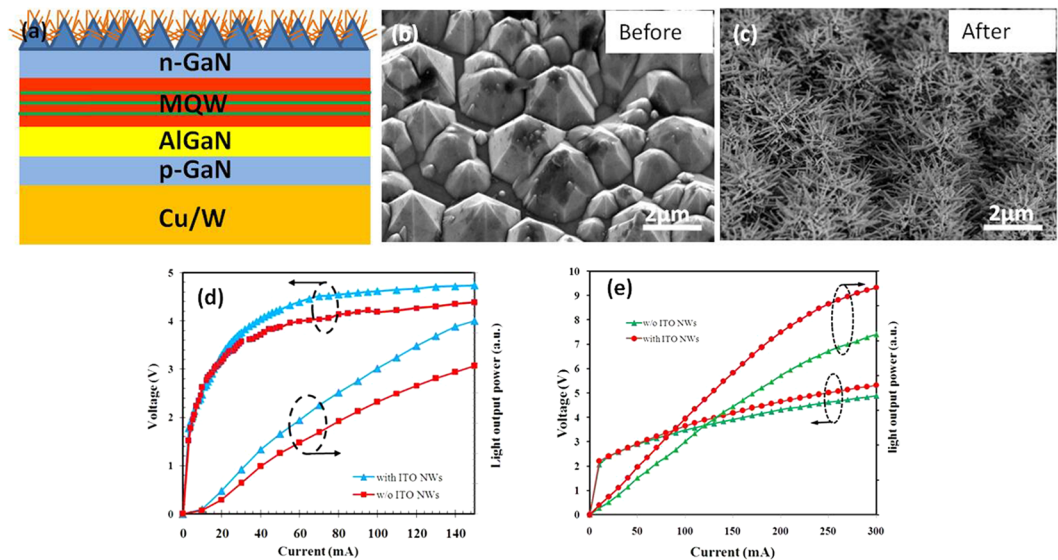 (a)
n-GaN
MQW
AlGaN
p-GaN
Cu/W
(b)
Before
2μm
(c)
After
2μm
(d)
5
4
3
2
1
0
Voltage (V)
Light output power (a.u.)
with ITO NWs
w/o ITO NWs
0 20 40 60 80 100 120 140
Current (mA)
(e)
10
9
8
7
6
5
4
3
2
1
0
Voltage (V)
light output power (a.u.)
w/o ITO NWs
with ITO NWs
0 50 100 150 200 250 300
Current (mA)